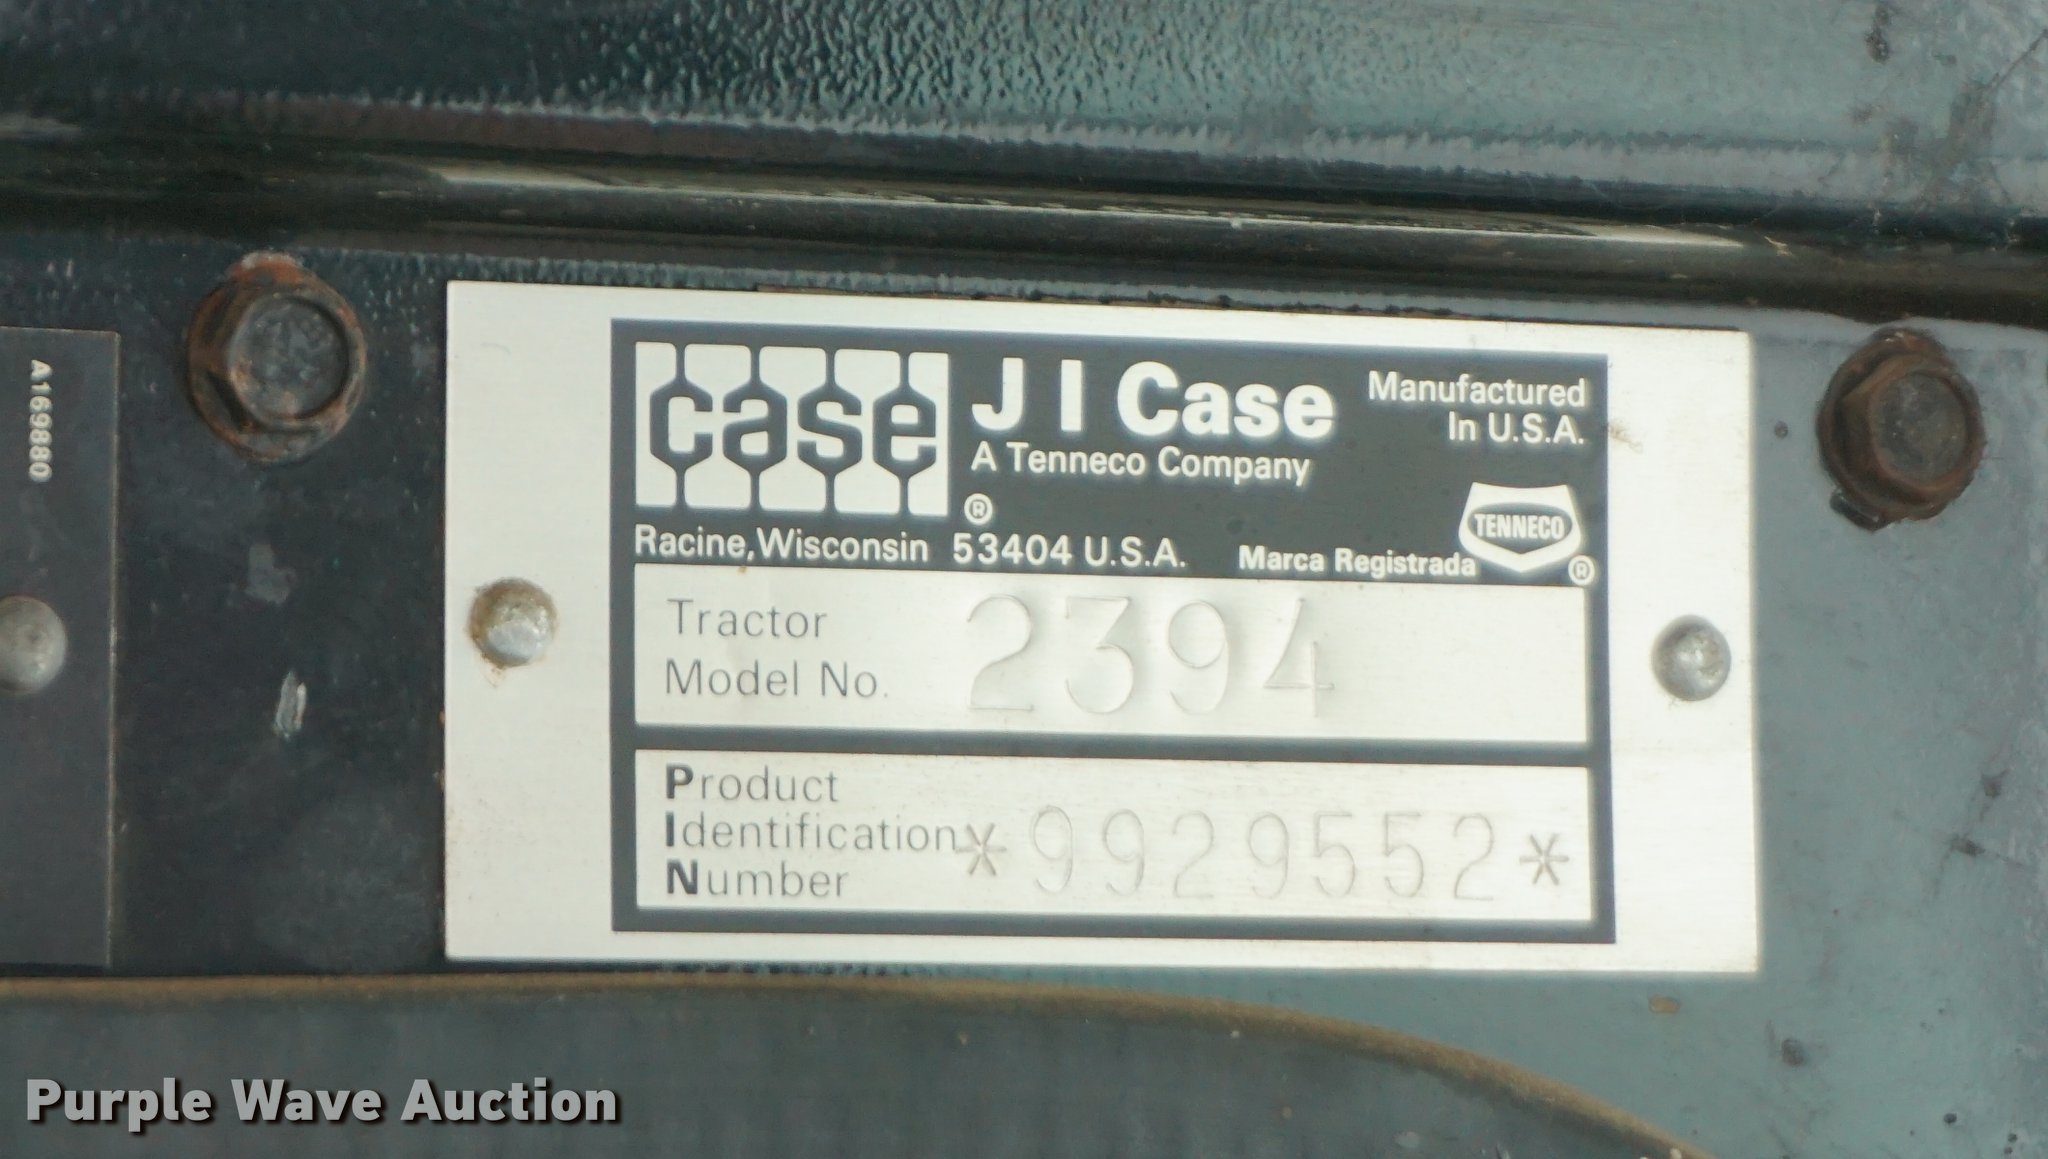 A169880
case
J I Case
A Tenneco Company
Manufactured
In U.S.A.
®
Racine, Wisconsin 53404 U.S.A.
Marca Registrada
TENNECO
®
Tractor
Model No.
2394
Product
Identification
Number
*9929552*
Purple Wave Auction